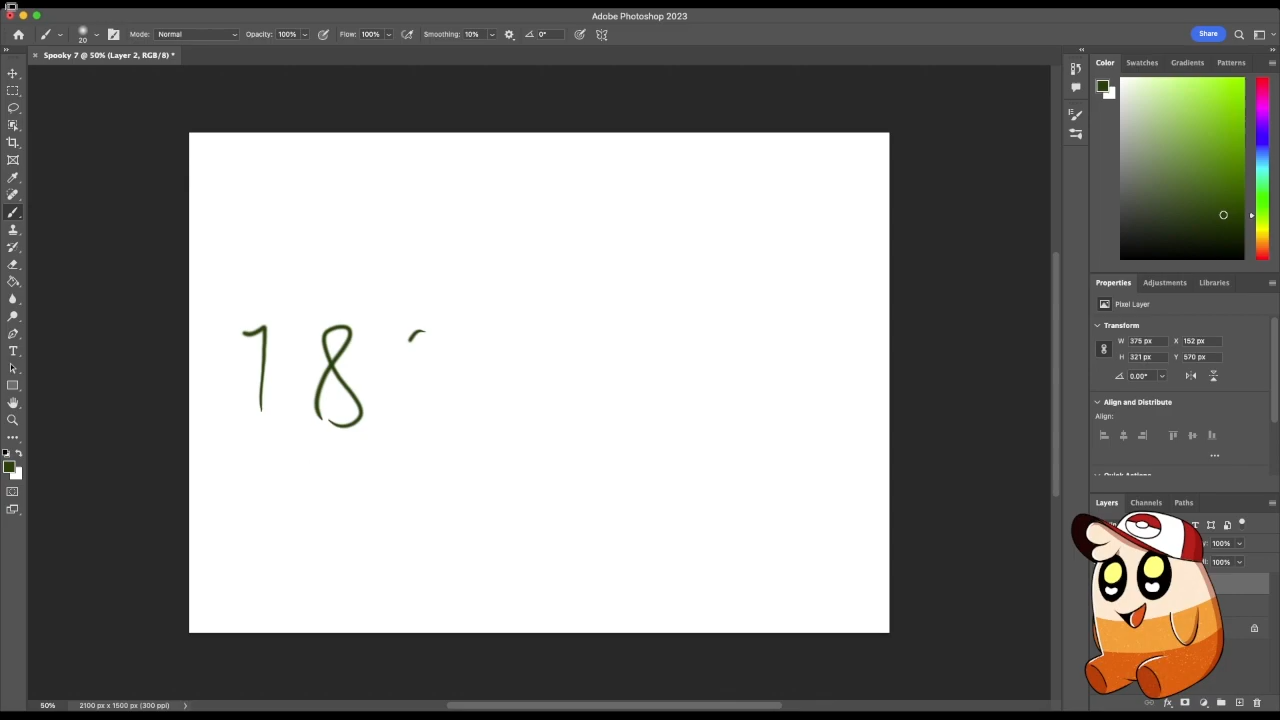 Adobe Photoshop 2023
Mode: Normal Opacity: 100% Flow: 100% Smoothing: 10% 0° Share
Spooky 7 @ 50% (Layer 2, RGB/8) *
Color Swatches Gradients Patterns
20
18
Properties Adjustments Libraries
Pixel Layer
Transform
W 375 px X 152 px
H 321 px Y 570 px
0.00°
Align and Distribute
Align:
Layers Channels Paths
100%
100%
50% 2100 px x 1500 px (300 ppi)